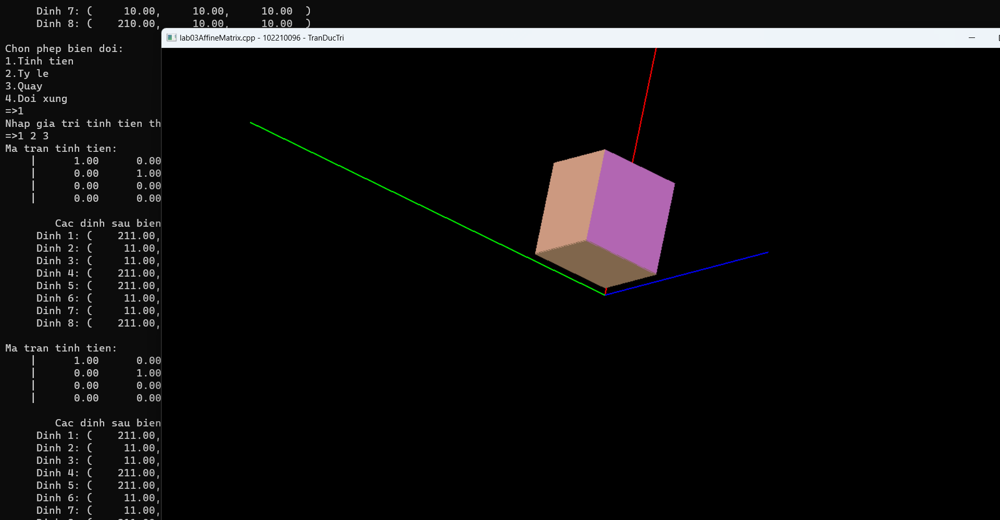 Dinh 7: (     10.00,     10.00,     10.00  )
Dinh 8: (    210.00,     10.00,     10.00  )
lab03AffineMatrix.cpp - 102210096 - TranDucTri
Chon phep bien doi:
1.Tinh tien
2.Ty le
3.Quay
4.Doi xung
=>1
Nhap gia tri tinh tien th
=>1 2 3
Ma tran tinh tien:
|      1.00      0.00
|      0.00      1.00
|      0.00      0.00
|      0.00      0.00
Cac dinh sau bien
Dinh 1: (    211.00,
Dinh 2: (     11.00,
Dinh 3: (     11.00,
Dinh 4: (    211.00,
Dinh 5: (    211.00,
Dinh 6: (     11.00,
Dinh 7: (     11.00,
Dinh 8: (    211.00,
Ma tran tinh tien:
|      1.00      0.00
|      0.00      1.00
|      0.00      0.00
|      0.00      0.00
Cac dinh sau bien
Dinh 1: (    211.00,
Dinh 2: (     11.00,
Dinh 3: (     11.00,
Dinh 4: (    211.00,
Dinh 5: (    211.00,
Dinh 6: (     11.00,
Dinh 7: (     11.00,